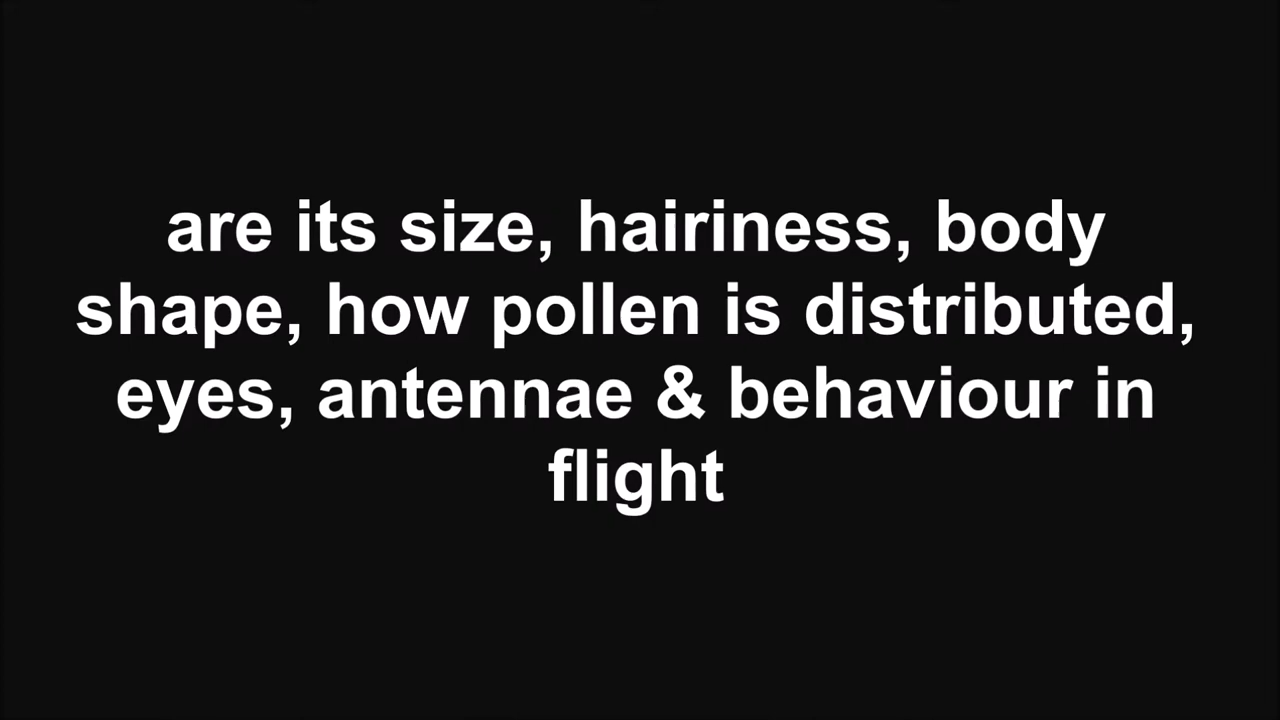 are its size, hairiness, body
shape, how pollen is distributed,
eyes, antennae & behaviour in
flight